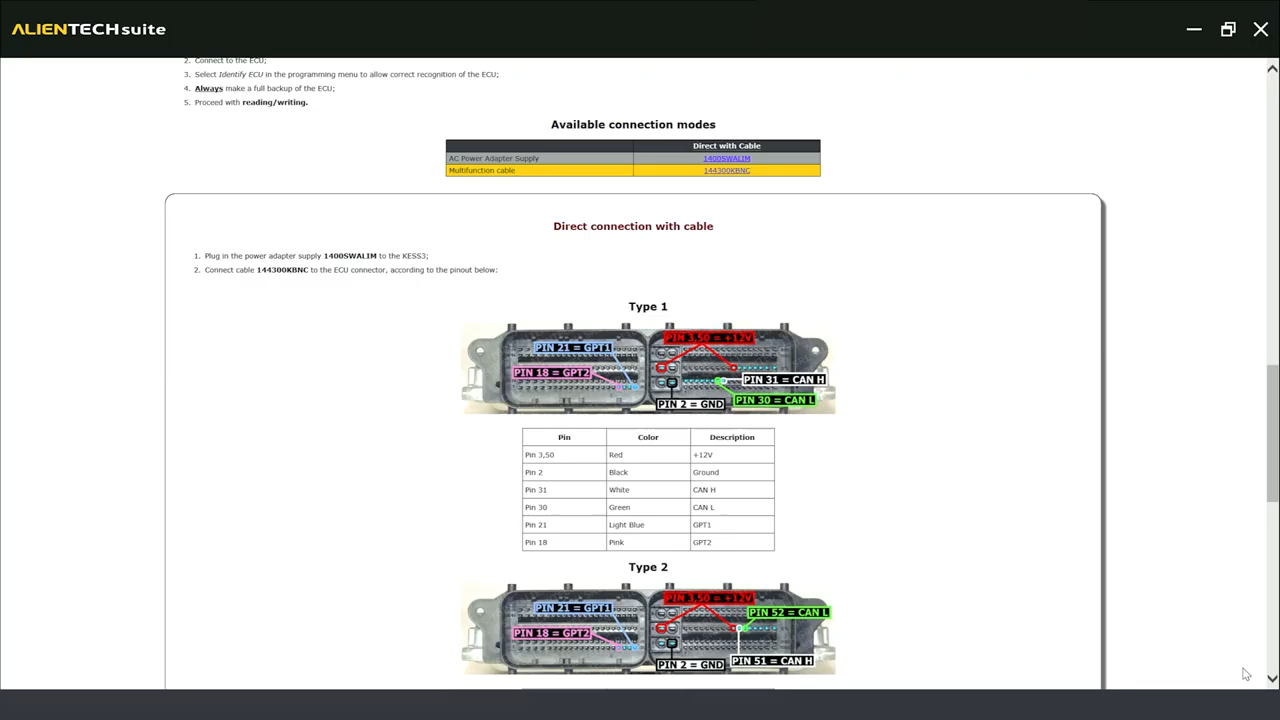 ALIENTECH suite
2. Connect to the ECU;
3. Select Identify ECU in the programming menu to allow correct recognition of the ECU;
4. Always make a full backup of the ECU;
5. Proceed with reading/writing.
Available connection modes
Direct with Cable
AC Power Adapter Supply 1400SWALIM
Multifunction cable 144300KBNC
Direct connection with cable
1. Plug in the power adapter supply 1400SWALIM to the KESS3;
2. Connect cable 144300KBNC to the ECU connector, according to the pinout below:
Type 1
PIN 3,50 = +12V
PIN 21 = GPT1
PIN 18 = GPT2
PIN 31 = CAN H
PIN 30 = CAN L
PIN 2 = GND
Pin Color Description
Pin 3,50 Red +12V
Pin 2 Black Ground
Pin 31 White CAN H
Pin 30 Green CAN L
Pin 21 Light Blue GPT1
Pin 18 Pink GPT2
Type 2
PIN 3,50 = +12V
PIN 21 = GPT1
PIN 52 = CAN L
PIN 18 = GPT2
PIN 51 = CAN H
PIN 2 = GND